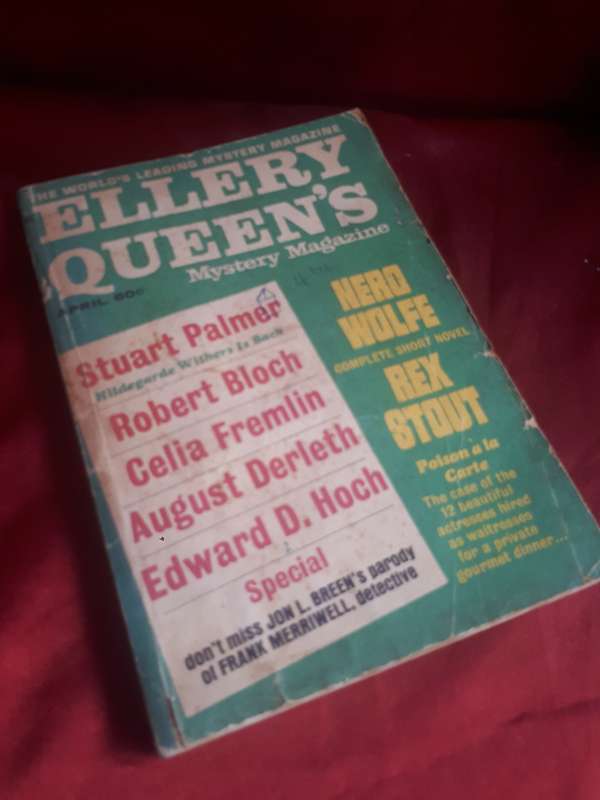 THE WORLD'S LEADING MYSTERY MAGAZINE
ELLERY
QUEEN'S
Mystery Magazine
APRIL 60¢
Stuart Palmer
Hildegarde Withers Is Back
Robert Bloch
Celia Fremlin
August Derleth
Edward D. Hoch
Special
don't miss JON L. BREEN's parody
of FRANK MERRIWELL, detective
NERO
WOLFE
COMPLETE SHORT NOVEL
REX
STOUT
Poison a la
Carte
The case of the
12 beautiful
actresses hired
as waitresses
for a private
gourmet dinner...